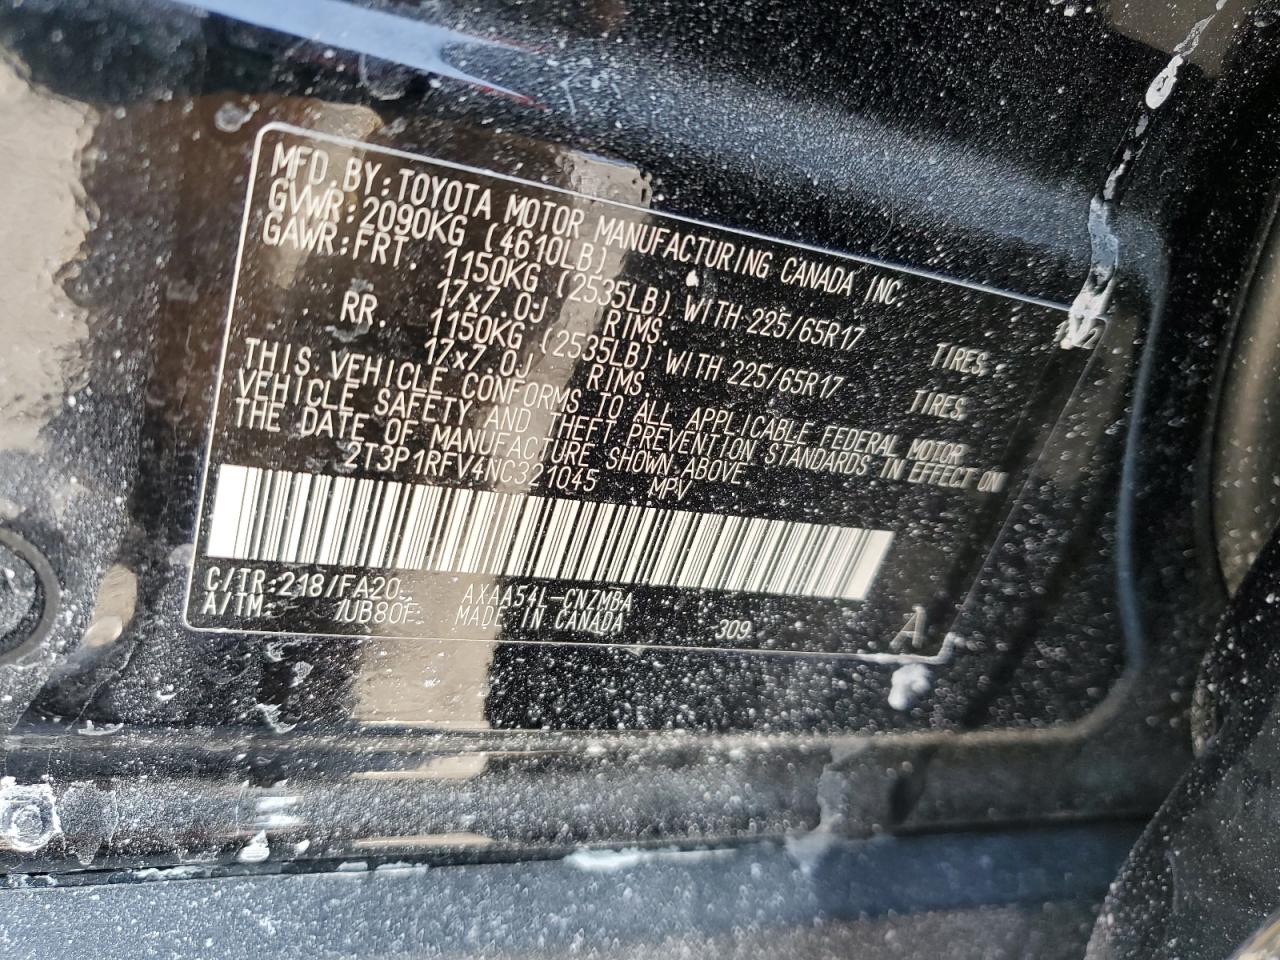 MFD. BY: TOYOTA MOTOR MANUFACTURING CANADA INC.
GVWR: 2090KG (4610LB)
GAWR: FRT. 1150KG (2535LB) WITH 225/65R17 TIRES,
17x7.0J RIMS.
RR. 1150KG (2535LB) WITH 225/65R17 TIRES,
17x7.0J RIMS.
THIS VEHICLE CONFORMS TO ALL APPLICABLE FEDERAL MOTOR
VEHICLE SAFETY AND THEFT PREVENTION STANDARDS IN EFFECT ON
THE DATE OF MANUFACTURE SHOWN ABOVE.
2T3P1RFV4NC321045 MPV
C/TR: 218/FA20 AXAA54L-CNZMBA
A/TM: /UB80F MADE IN CANADA 309 A